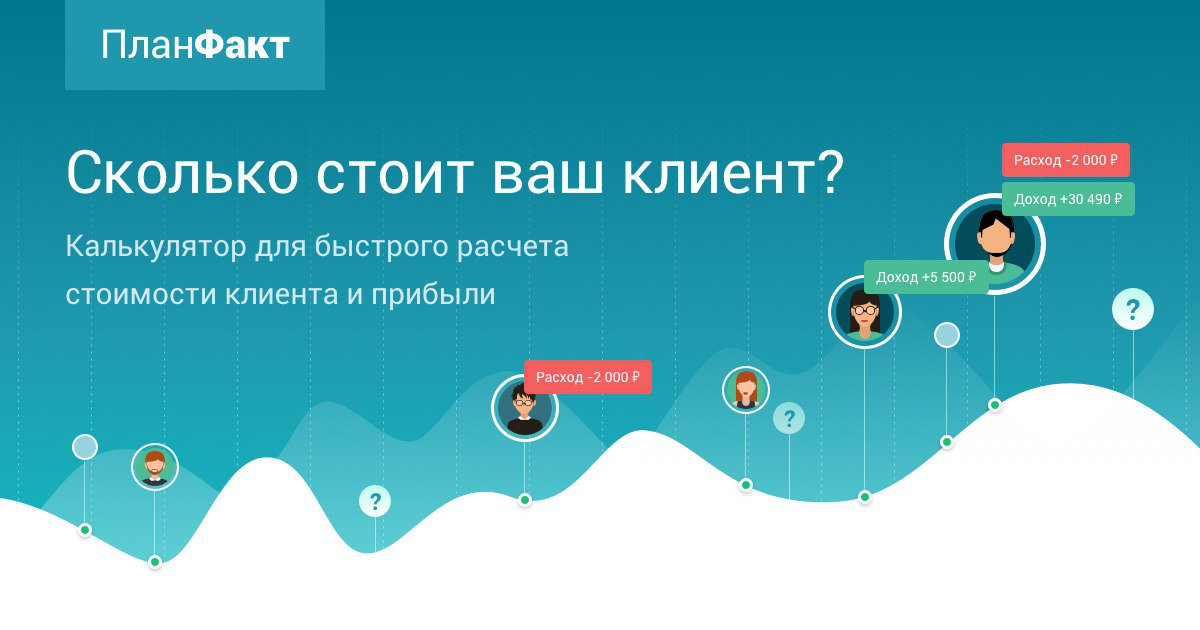 ПланФакт
Сколько стоит ваш клиент?
Калькулятор для быстрого расчета
стоимости клиента и прибыли
Расход -2 000 ₽
Доход +30 490 ₽
Доход +5 500 ₽
?
Расход -2 000 ₽
?
?